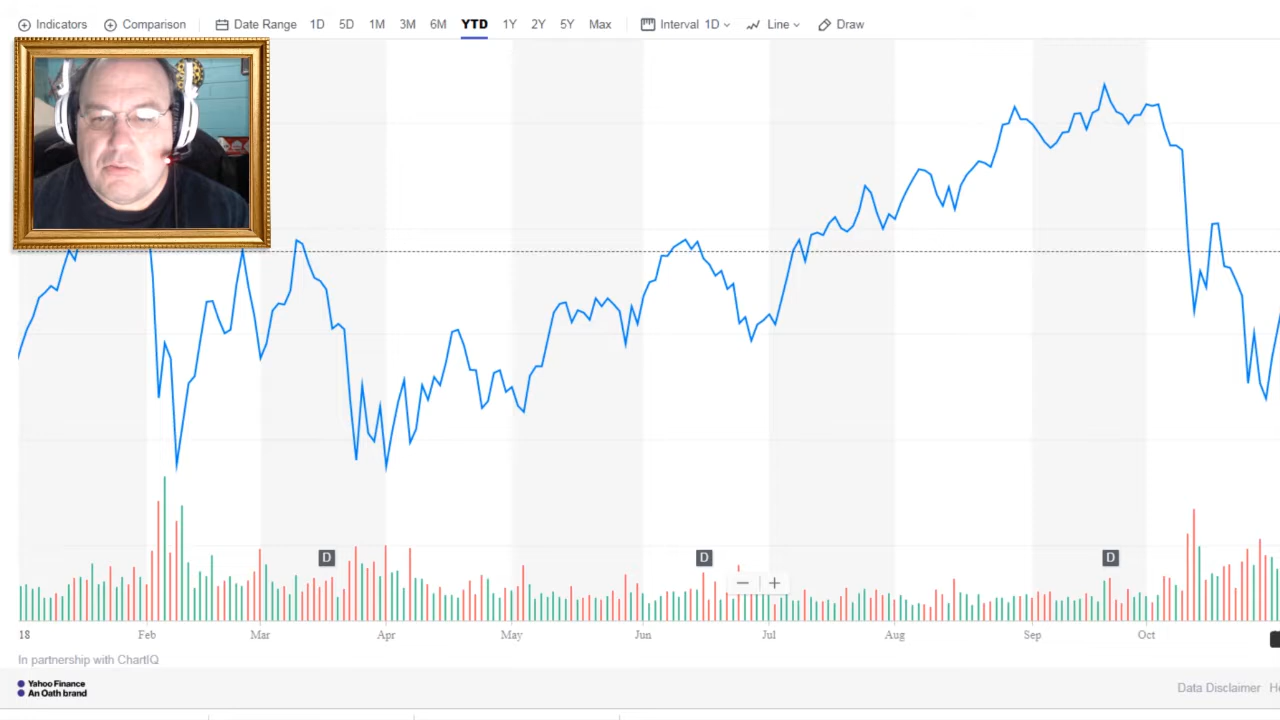 Indicators Comparison Date Range 1D 5D 1M 3M 6M YTD 1Y 2Y 5Y Max Interval 1D Line Draw
D D D
18 Feb Mar Apr May Jun Jul Aug Sep Oct
In partnership with ChartIQ
Yahoo Finance
An Oath brand
Data Disclaimer He